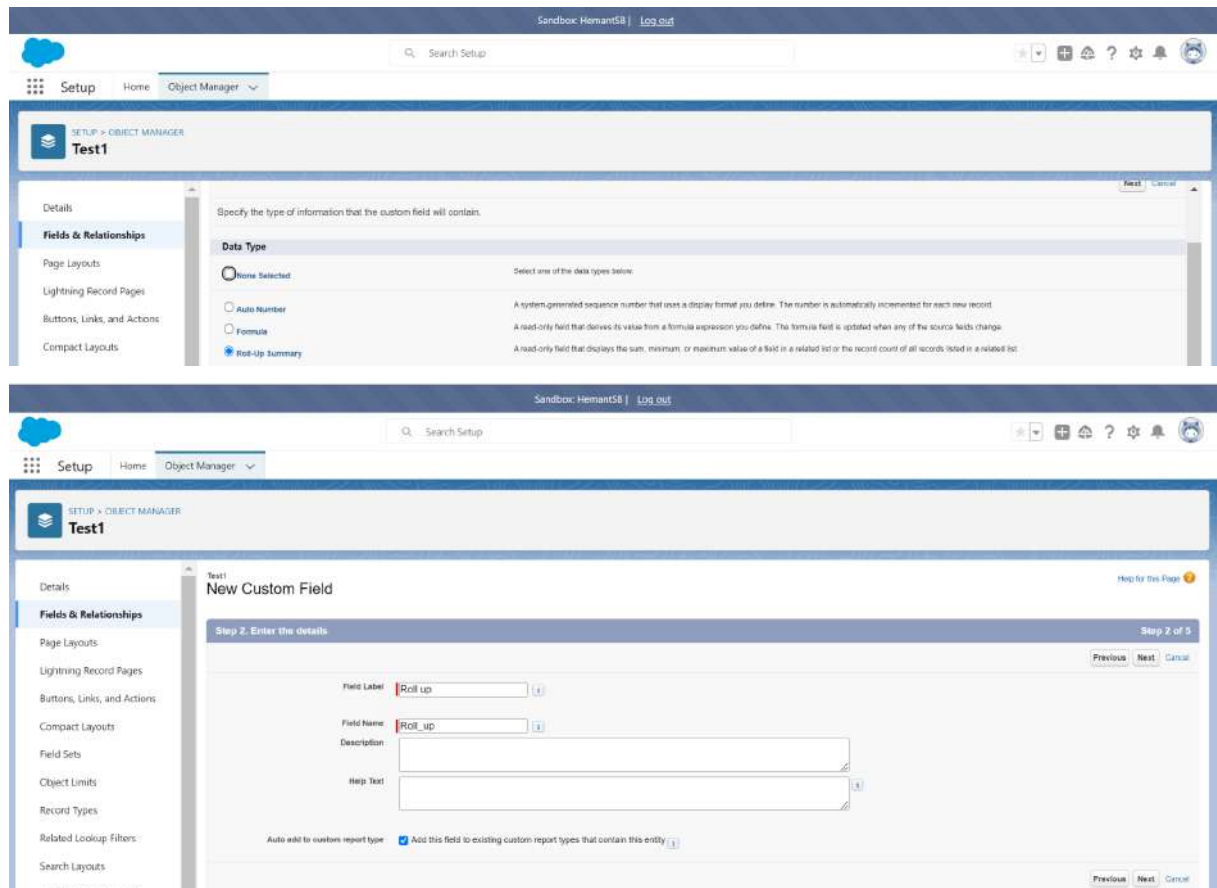 Sandbox: HemantSB | Log out
Search Setup
Setup Home Object Manager
SETUP > OBJECT MANAGER
Test1
Next Cancel
Details
Specify the type of information that the custom field will contain.
Fields & Relationships
Data Type
Page Layouts
None Selected Select one of the data types below.
Lightning Record Pages
Auto Number A system-generated sequence number that uses a display format you define. The number is automatically incremented for each new record.
Buttons, Links, and Actions
Formula A read-only field that derives its value from a formula expression you define. The formula field is updated when any of the source fields change.
Compact Layouts
Roll-Up Summary A read-only field that displays the sum, minimum, or maximum value of a field in a related list or the record count of all records listed in a related list.
Sandbox: HemantSB | Log out
Search Setup
Setup Home Object Manager
SETUP > OBJECT MANAGER
Test1
Details
Fields & Relationships
Page Layouts
Lightning Record Pages
Buttons, Links, and Actions
Compact Layouts
Field Sets
Object Limits
Record Types
Related Lookup Filters
Search Layouts
Test1
New Custom Field
Help for this Page
Step 2. Enter the details Step 2 of 5
Previous Next Cancel
Field Label Roll up
Field Name Roll_up
Description
Help Text
Auto add to custom report type Add this field to existing custom report types that contain this entity
Previous Next Cancel